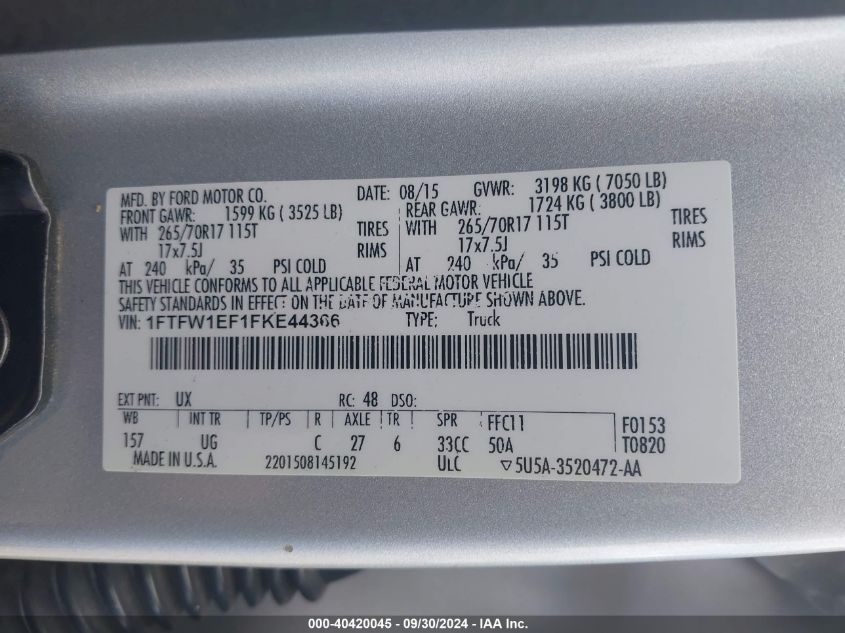 MFD. BY FORD MOTOR CO. DATE: 08/15 GVWR: 3198 KG ( 7050 LB)
FRONT GAWR: 1599 KG ( 3525 LB) REAR GAWR: 1724 KG ( 3800 LB)
WITH 265/70R17 115T TIRES WITH 265/70R17 115T TIRES
17x7.5J RIMS 17x7.5J RIMS
AT 240 kPa/ 35 PSI COLD AT 240 kPa/ 35 PSI COLD
THIS VEHICLE CONFORMS TO ALL APPLICABLE FEDERAL MOTOR VEHICLE
SAFETY STANDARDS IN EFFECT ON THE DATE OF MANUFACTURE SHOWN ABOVE.
VIN: 1FTFW1EF1FKE44366 TYPE: Truck
EXT PNT: UX RC: 48 DSO:
WB INT TR TP/PS R AXLE TR SPR FFC11 F0153
157 UG C 27 6 33CC 50A T0820
MADE IN U.S.A. 2201508145192 ULC ▽5U5A-3520472-AA
000-40420045 - 09/30/2024 - IAA Inc.